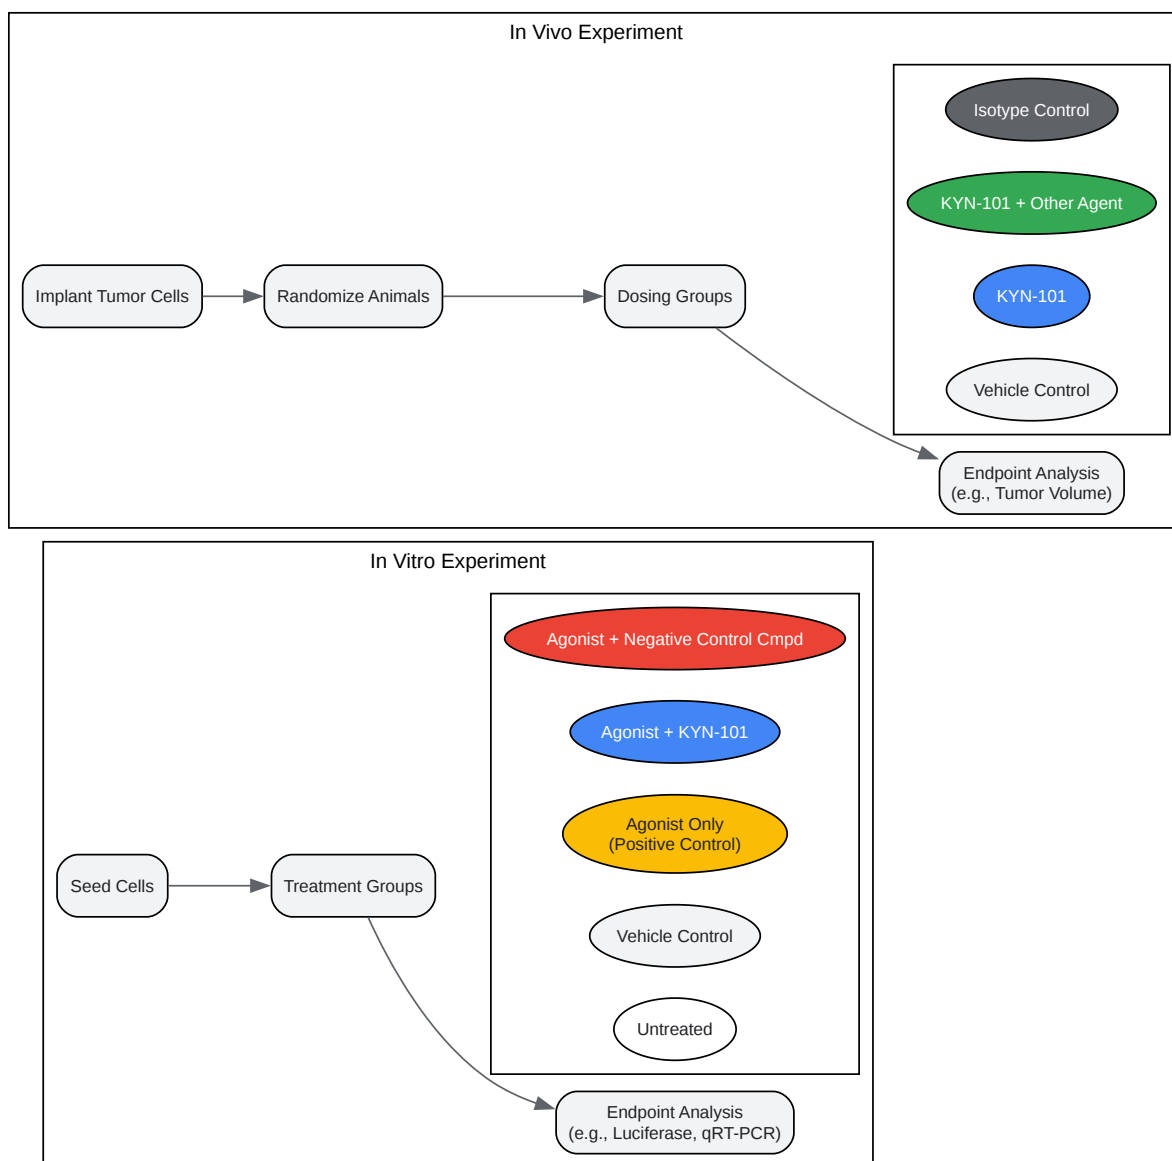 In Vivo Experiment
Isotype Control
KYN-101 + Other Agent
Implant Tumor Cells
Randomize Animals
Dosing Groups
KYN-101
Vehicle Control
Endpoint Analysis
(e.g., Tumor Volume)
In Vitro Experiment
Agonist + Negative Control Cmpd
Agonist + KYN-101
Agonist Only
(Positive Control)
Seed Cells
Treatment Groups
Vehicle Control
Untreated
Endpoint Analysis
(e.g., Luciferase, qRT-PCR)